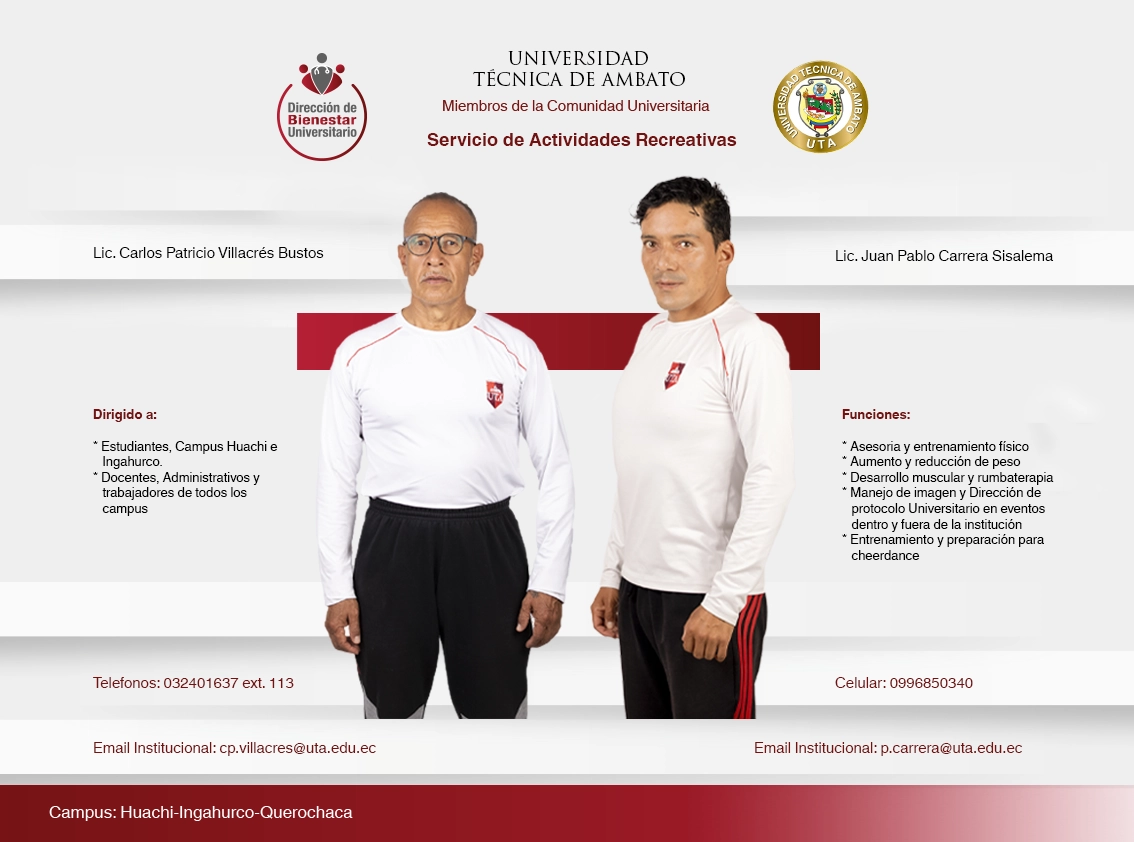 UNIVERSIDAD
TÉCNICA DE AMBATO
Miembros de la Comunidad Universitaria
Servicio de Actividades Recreativas
Dirección de
Bienestar
Universitario
UNIVERSIDAD TECNICA DE AMBATO
UTA
Lic. Carlos Patricio Villacrés Bustos
Lic. Juan Pablo Carrera Sisalema
UTA
UTA
Dirigido a:
* Estudiantes, Campus Huachi e
Ingahurco.
* Docentes, Administrativos y
trabajadores de todos los
campus
Funciones:
* Asesoria y entrenamiento físico
* Aumento y reducción de peso
* Desarrollo muscular y rumbaterapia
* Manejo de imagen y Dirección de
protocolo Universitario en eventos
dentro y fuera de la institución
* Entrenamiento y preparación para
cheerdance
Telefonos: 032401637 ext. 113
Celular: 0996850340
Email Institucional: cp.villacres@uta.edu.ec
Email Institucional: p.carrera@uta.edu.ec
Campus: Huachi-Ingahurco-Querochaca